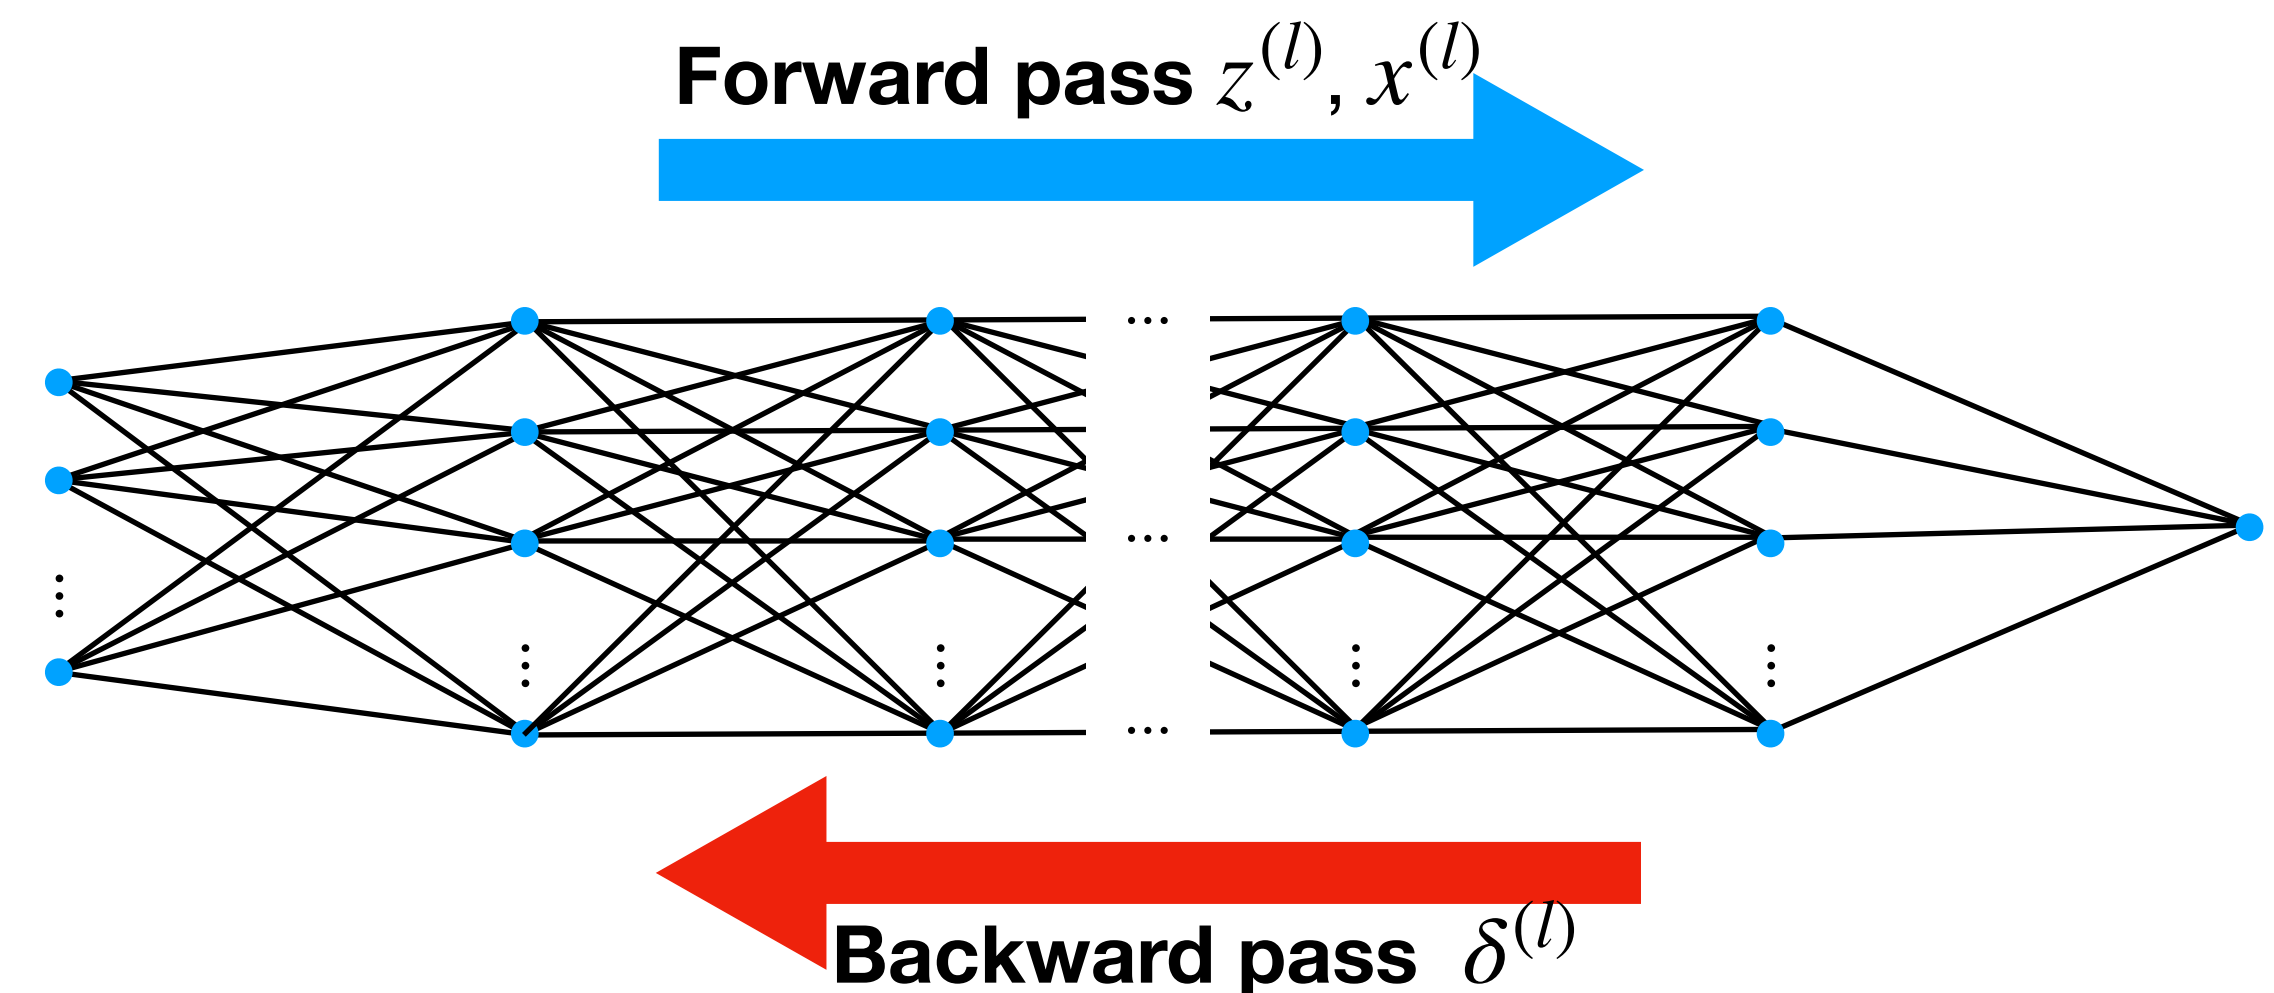 Forward pass z^(l), x^(l)
...
...
...
Backward pass δ^(l)